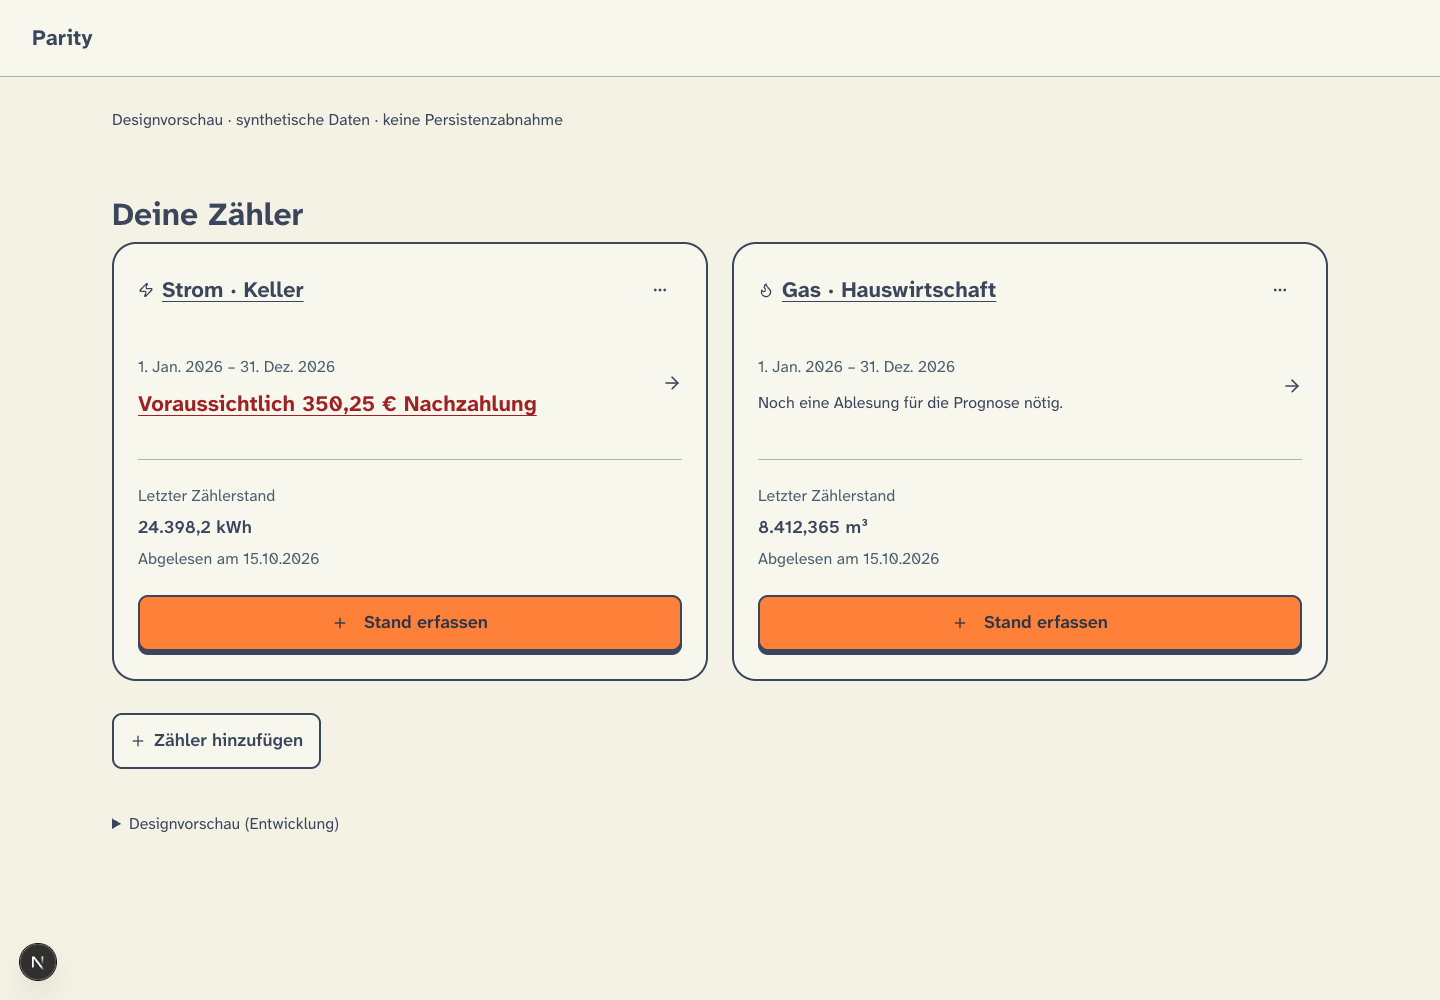 Parity
Designvorschau · synthetische Daten · keine Persistenzabnahme
Deine Zähler
Strom · Keller
1. Jan. 2026 – 31. Dez. 2026
Voraussichtlich 350,25 € Nachzahlung
Letzter Zählerstand
24.398,2 kWh
Abgelesen am 15.10.2026
Stand erfassen
Gas · Hauswirtschaft
1. Jan. 2026 – 31. Dez. 2026
Noch eine Ablesung für die Prognose nötig.
Letzter Zählerstand
8.412,365 m³
Abgelesen am 15.10.2026
Stand erfassen
Zähler hinzufügen
Designvorschau (Entwicklung)
N